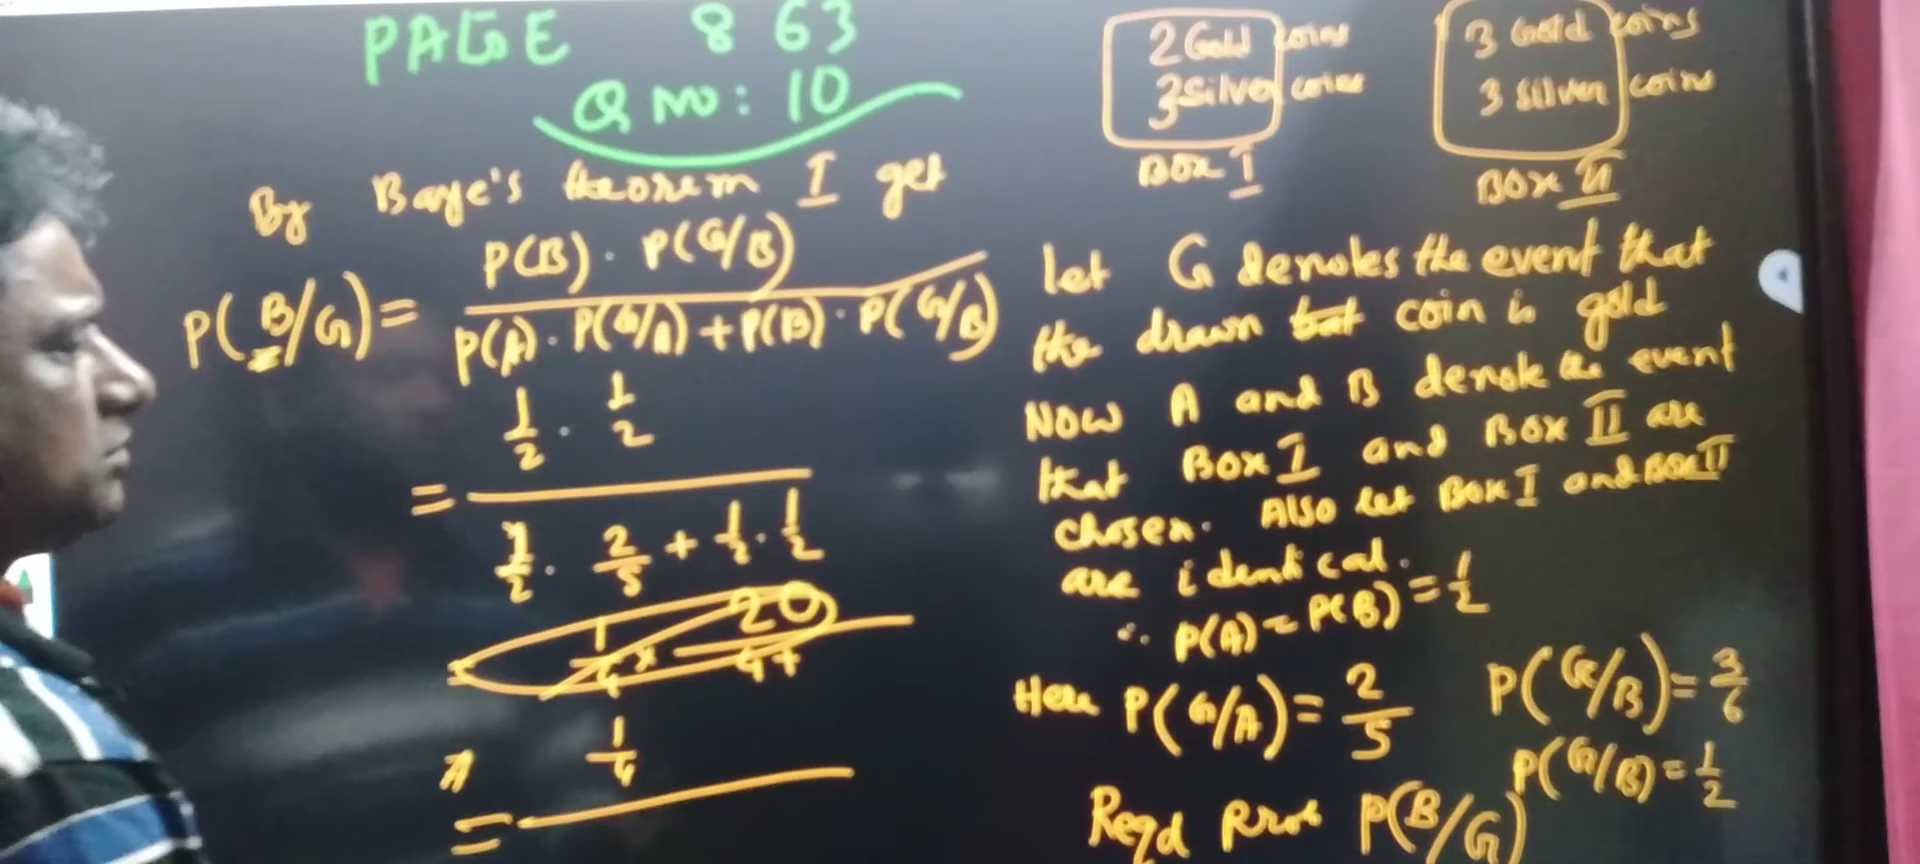 PAGE 863
Q NO: 10
2 Gold coins
3 Silver coins
BOX I
3 Gold coins
3 silver coins
BOX II
By Baye's theorem I get
P(B/G) = P(B) · P(G/B)
P(A) · P(G/A) + P(B) · P(G/B)
1/2 · 1/2
= 
1/2 · 2/5 + 1/2 · 1/2
1/4
=
let G denotes the event that
the drawn coin is gold
Now A and B denote the event
that Box I and Box II are
chosen. Also let Box I and Box II
are identical.
∴ P(A) = P(B) = 1/2
Here P(G/A) = 2/5 P(G/B) = 3/6
P(G/B) = 1/2
Reqd prob P(B/G)